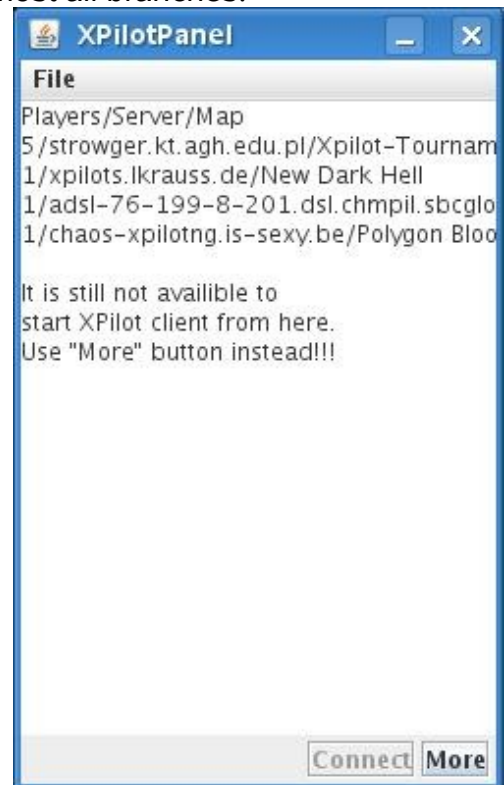 most all branches.
XPilotPanel
File
Players/Server/Map
5/strowger.kt.agh.edu.pl/Xpilot-Tournam
1/xpilots.lkrauss.de/New Dark Hell
1/adsl-76-199-8-201.dsl.chmpil.sbcglo
1/chaos-xpilotng.is-sexy.be/Polygon Bloo
It is still not availible to
start XPilot client from here.
Use "More" button instead!!!
Connect More